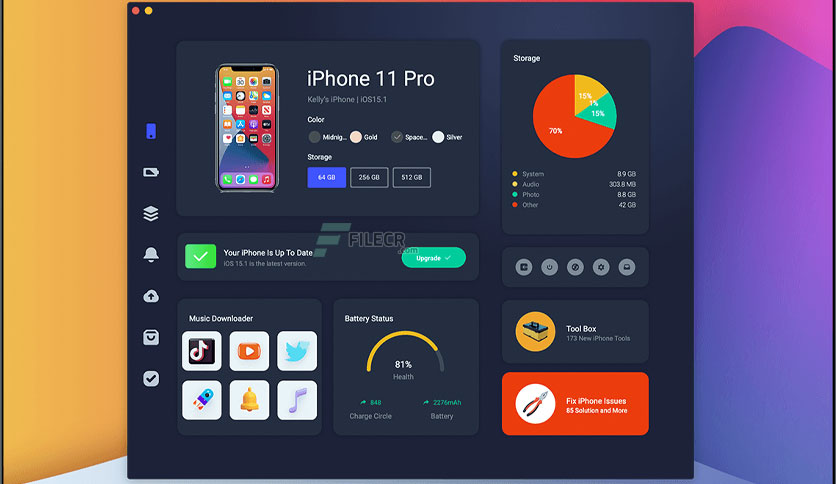 iPhone 11 Pro
Kelly's iPhone | iOS15.1
Color
Midnig... Gold Space... Silver
Storage
64 GB 256 GB 512 GB
Storage
15%
1%
15%
70%
System 8.9 GB
Audio 303.8 MB
Photo 8.8 GB
Other 42 GB
Your iPhone Is Up To Date
iOS 15.1 is the latest version.
Upgrade
FILECR
.com
Music Downloader
Battery Status
81%
Health
848
Charge Circle
2276mAh
Battery
Tool Box
173 New iPhone Tools
Fix iPhone Issues
85 Solution and More